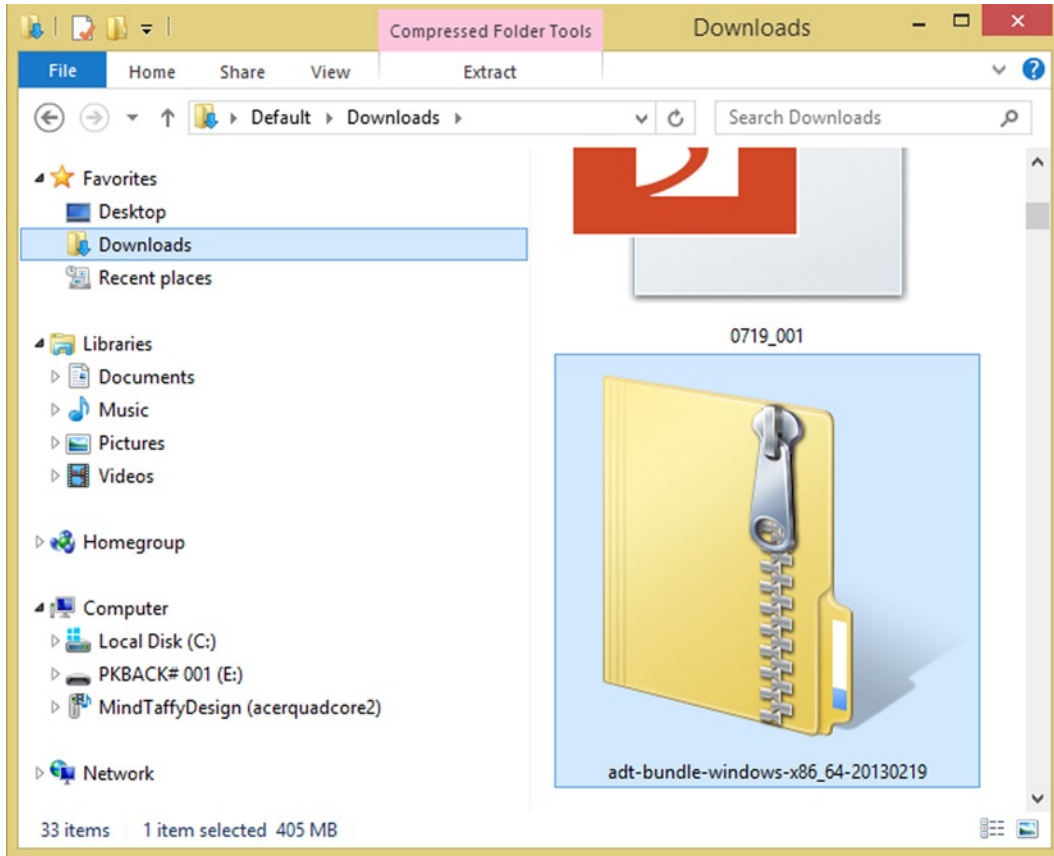 Compressed Folder Tools
Downloads
File
Home
Share
View
Extract
Default
Downloads
Search Downloads
Favorites
Desktop
Downloads
Recent places
Libraries
Documents
Music
Pictures
Videos
Homegroup
Computer
Local Disk (C:)
PKBACK# 001 (E:)
MindTaffyDesign (acerquadcore2)
Network
0719_001
adt-bundle-windows-x86_64-20130219
33 items
1 item selected 405 MB